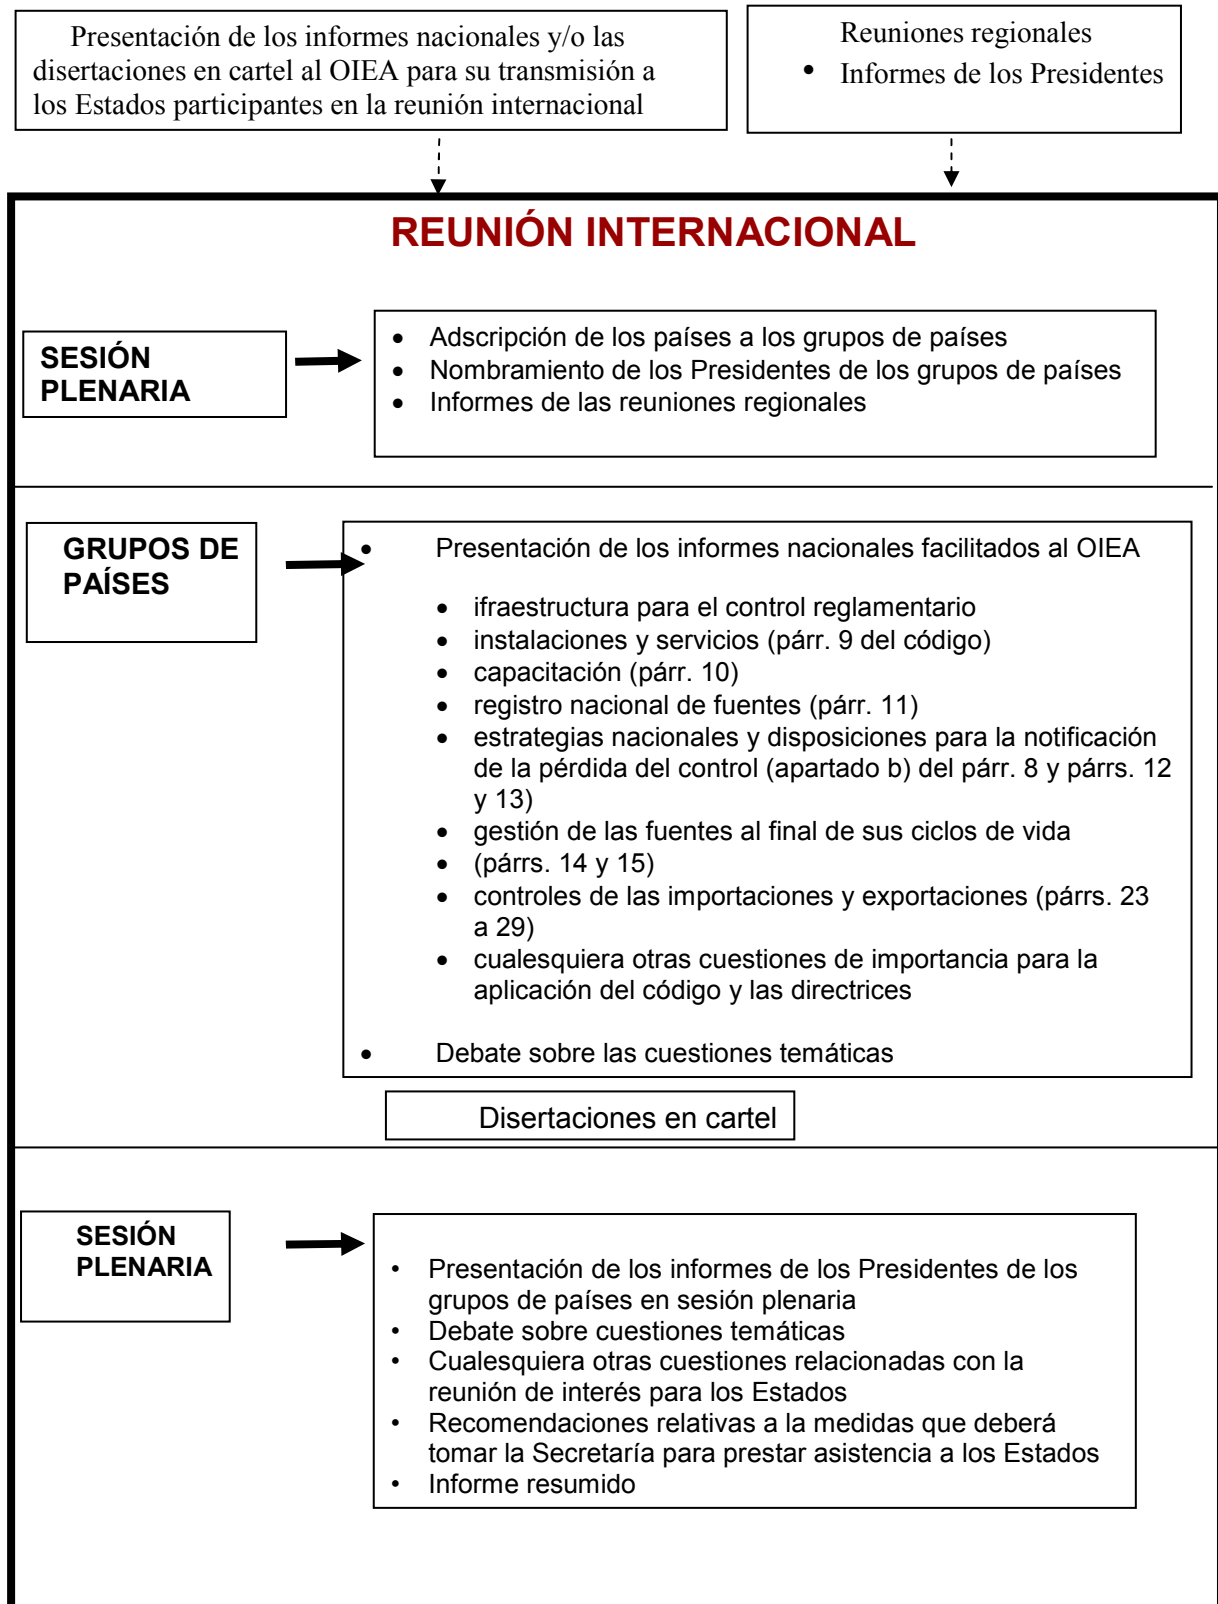 Presentación de los informes nacionales y/o las
disertaciones en cartel al OIEA para su transmisión a
los Estados participantes en la reunión internacional
Reuniones regionales
• Informes de los Presidentes
REUNIÓN INTERNACIONAL
SESIÓN
PLENARIA
• Adscripción de los países a los grupos de países
• Nombramiento de los Presidentes de los grupos de países
• Informes de las reuniones regionales
GRUPOS DE
PAÍSES
• Presentación de los informes nacionales facilitados al OIEA
• ifraestructura para el control reglamentario
• instalaciones y servicios (párr. 9 del código)
• capacitación (párr. 10)
• registro nacional de fuentes (párr. 11)
• estrategias nacionales y disposiciones para la notificación
de la pérdida del control (apartado b) del párr. 8 y párrs. 12
y 13)
• gestión de las fuentes al final de sus ciclos de vida
• (párrs. 14 y 15)
• controles de las importaciones y exportaciones (párrs. 23
a 29)
• cualesquiera otras cuestiones de importancia para la
aplicación del código y las directrices
• Debate sobre las cuestiones temáticas
Disertaciones en cartel
SESIÓN
PLENARIA
• Presentación de los informes de los Presidentes de los
grupos de países en sesión plenaria
• Debate sobre cuestiones temáticas
• Cualesquiera otras cuestiones relacionadas con la
reunión de interés para los Estados
• Recomendaciones relativas a la medidas que deberá
tomar la Secretaría para prestar asistencia a los Estados
• Informe resumido